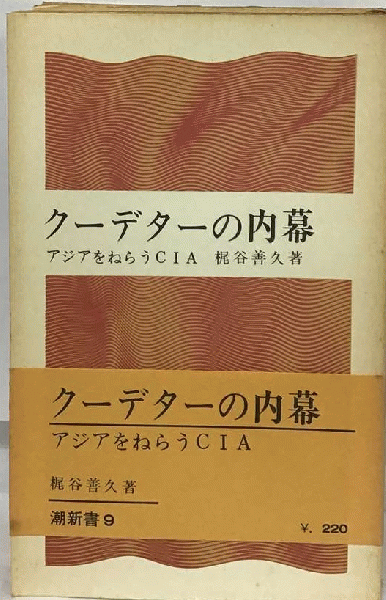 クーデターの内幕
アジアをねらうCIA 梶谷善久著
クーデターの内幕
アジアをねらうCIA
梶谷善久著
潮新書9
¥. 220